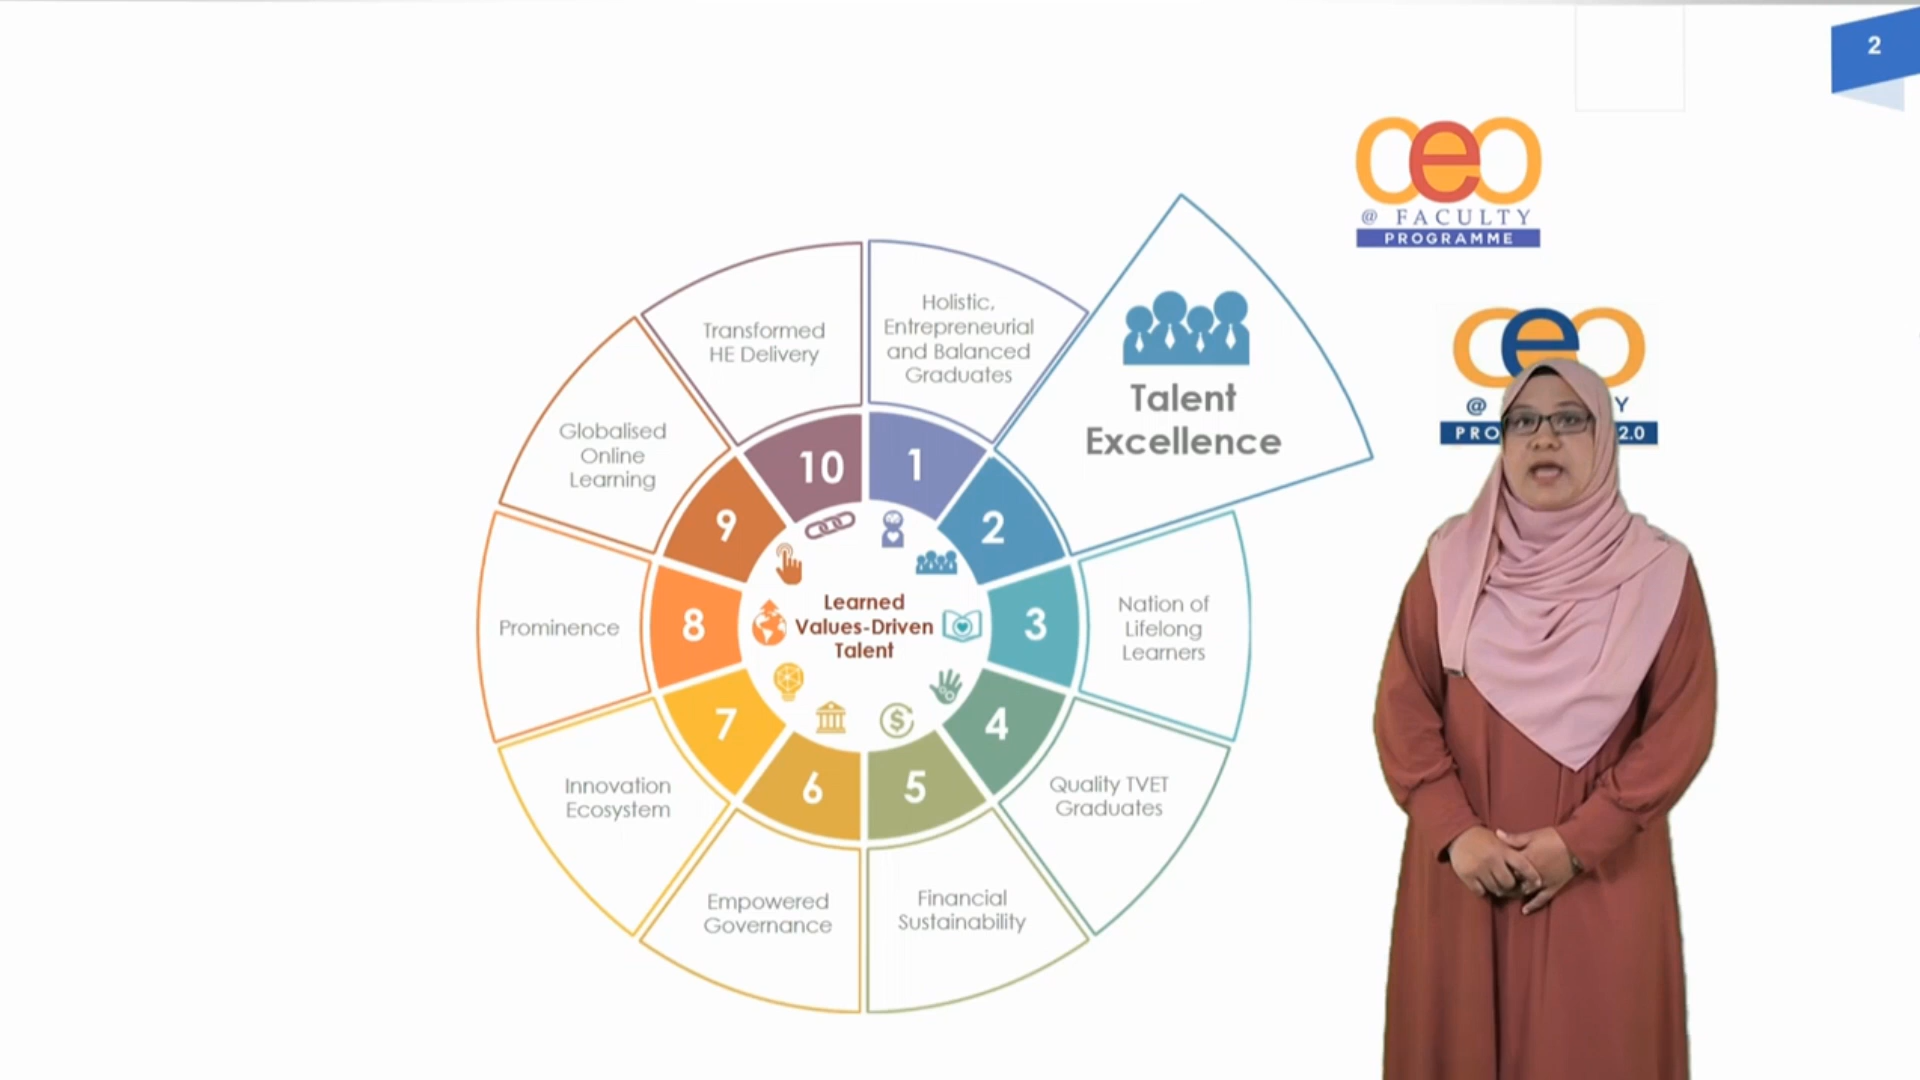 2
ceo
@ FACULTY
PROGRAMME
ceo
@ Y
PRO 2.0
Transformed
HE Delivery
Holistic,
Entrepreneurial
and Balanced
Graduates
Talent
Excellence
Globalised
Online
Learning
10
1
9
2
Prominence
8
Learned
Values-Driven
Talent
3
Nation of
Lifelong
Learners
7
4
Innovation
Ecosystem
6
5
Quality TVET
Graduates
Empowered
Governance
Financial
Sustainability